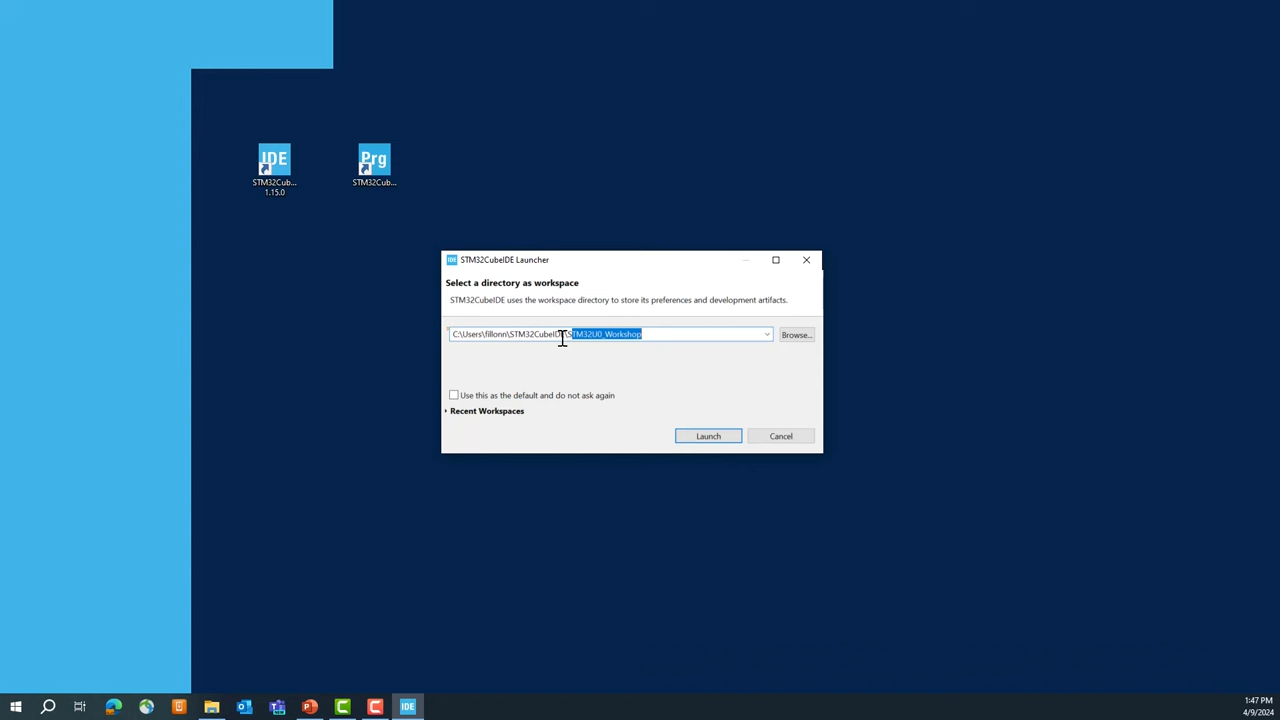 IDE
STM32Cub...
1.15.0
Prg
STM32Cub...
IDE STM32CubeIDE Launcher
Select a directory as workspace
STM32CubeIDE uses the workspace directory to store its preferences and development artifacts.
C:\Users\fillonn\STM32CubeIDE\STM32U0_Workshop
Browse...
Use this as the default and do not ask again
Recent Workspaces
Launch
Cancel
IDE
1:47 PM
4/9/2024